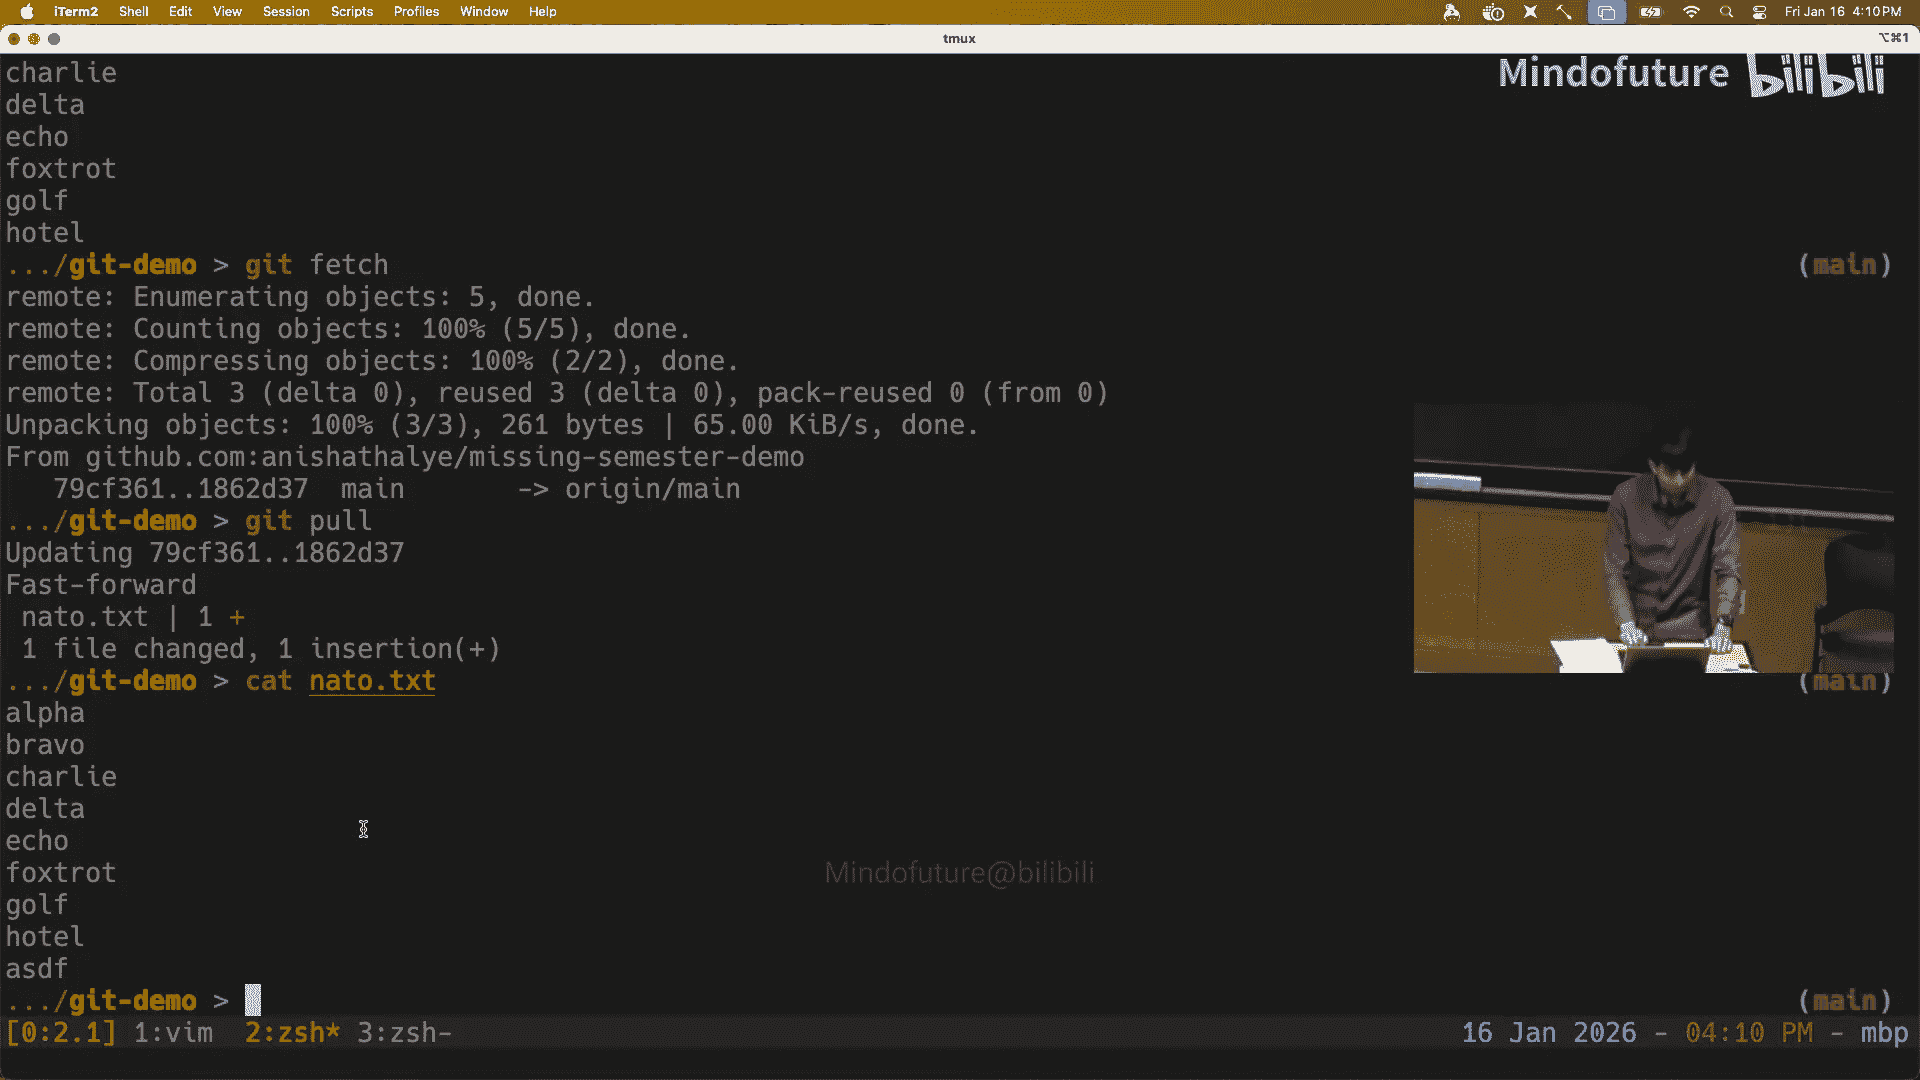 iTerm2 Shell Edit View Session Scripts Profiles Window Help Fri Jan 16 4:10 PM
tmux ⌥⌘1
Mindofuture bilibili
charlie
delta
echo
foxtrot
golf
hotel
.../git-demo > git fetch (main)
remote: Enumerating objects: 5, done.
remote: Counting objects: 100% (5/5), done.
remote: Compressing objects: 100% (2/2), done.
remote: Total 3 (delta 0), reused 3 (delta 0), pack-reused 0 (from 0)
Unpacking objects: 100% (3/3), 261 bytes | 65.00 KiB/s, done.
From github.com:anishathalye/missing-semester-demo
79cf361..1862d37 main -> origin/main
.../git-demo > git pull
Updating 79cf361..1862d37
Fast-forward
nato.txt | 1 +
1 file changed, 1 insertion(+)
.../git-demo > cat nato.txt (main)
alpha
bravo
charlie
delta
echo
foxtrot
Mindofuture@bilibili
golf
hotel
asdf
.../git-demo > (main)
[0:2.1] 1:vim 2:zsh* 3:zsh- 16 Jan 2026 - 04:10 PM - mbp